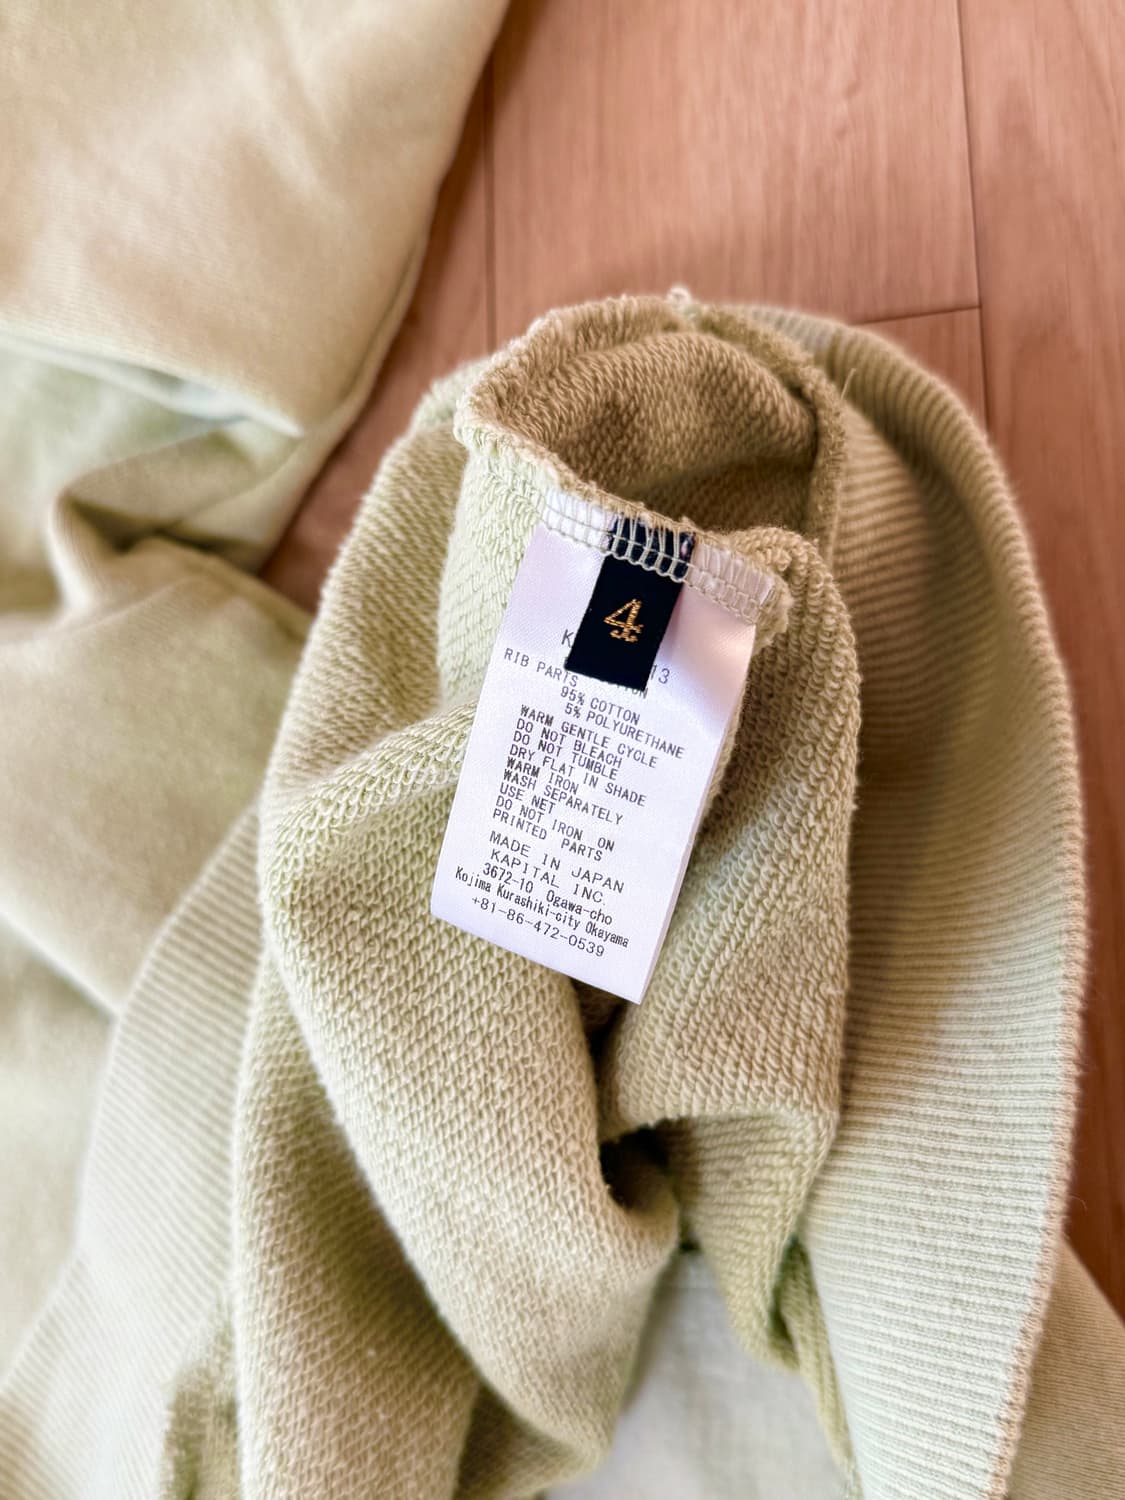 4
K 13
RIB PARTS
95% COTTON
5% POLYURETHANE
WARM GENTLE CYCLE
DO NOT BLEACH
DO NOT TUMBLE
DRY FLAT IN SHADE
WARM IRON
WASH SEPARATELY
USE NET
DO NOT IRON ON
PRINTED PARTS
MADE IN JAPAN
KAPITAL INC.
3672-10 Ogawa-cho
Kojima Kurashiki-city Okayama
+81-86-472-0539